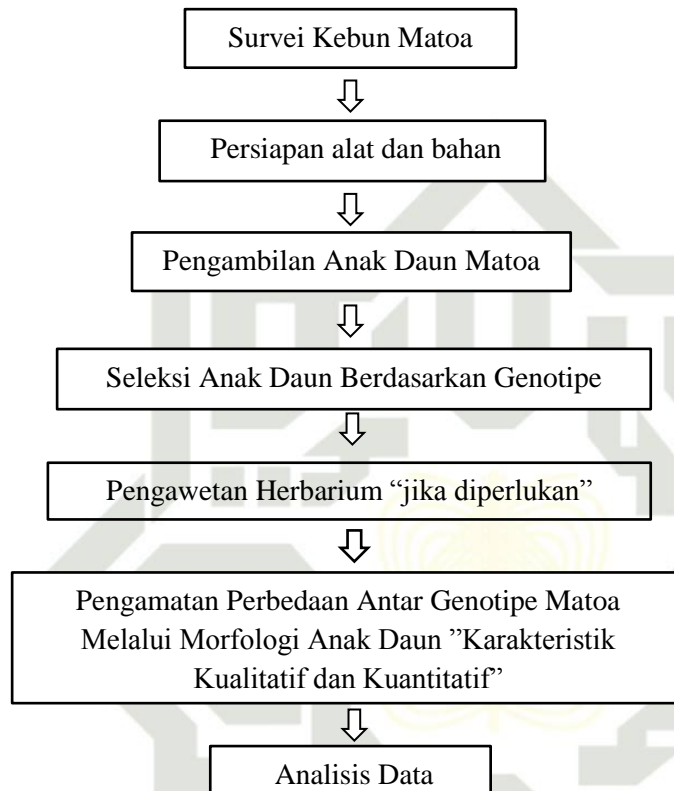 Survei Kebun Matoa
Persiapan alat dan bahan
Pengambilan Anak Daun Matoa
Seleksi Anak Daun Berdasarkan Genotipe
Pengawetan Herbarium “jika diperlukan”
Pengamatan Perbedaan Antar Genotipe Matoa
Melalui Morfologi Anak Daun ”Karakteristik
Kualitatif dan Kuantitatif”
Analisis Data